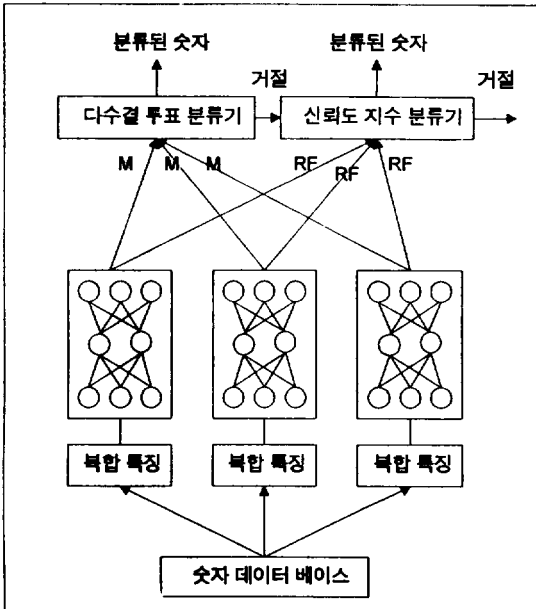 분류된 숫자 분류된 숫자
거절 거절
다수결 투표 분류기 신뢰도 지수 분류기
M M M RF RF RF
복합 특징 복합 특징 복합 특징
숫자 데이터 베이스